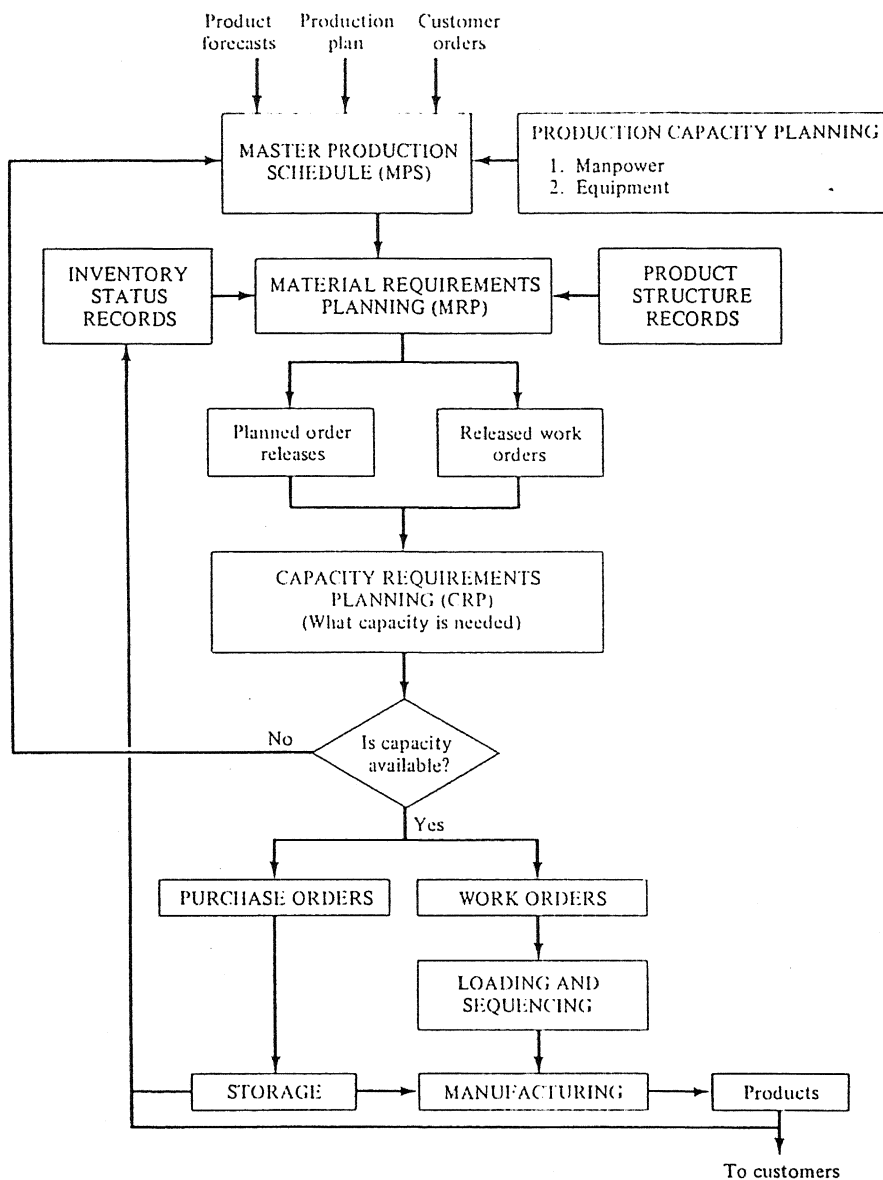 Product forecasts
Production plan
Customer orders
MASTER PRODUCTION
SCHEDULE (MPS)
PRODUCTION CAPACITY PLANNING
1. Manpower
2. Equipment
INVENTORY
STATUS
RECORDS
MATERIAL REQUIREMENTS
PLANNING (MRP)
PRODUCT
STRUCTURE
RECORDS
Planned order
releases
Released work
orders
CAPACITY REQUIREMENTS
PLANNING (CRP)
(What capacity is needed)
No
Is capacity
available?
Yes
PURCHASE ORDERS
WORK ORDERS
LOADING AND
SEQUENCING
STORAGE
MANUFACTURING
Products
To customers